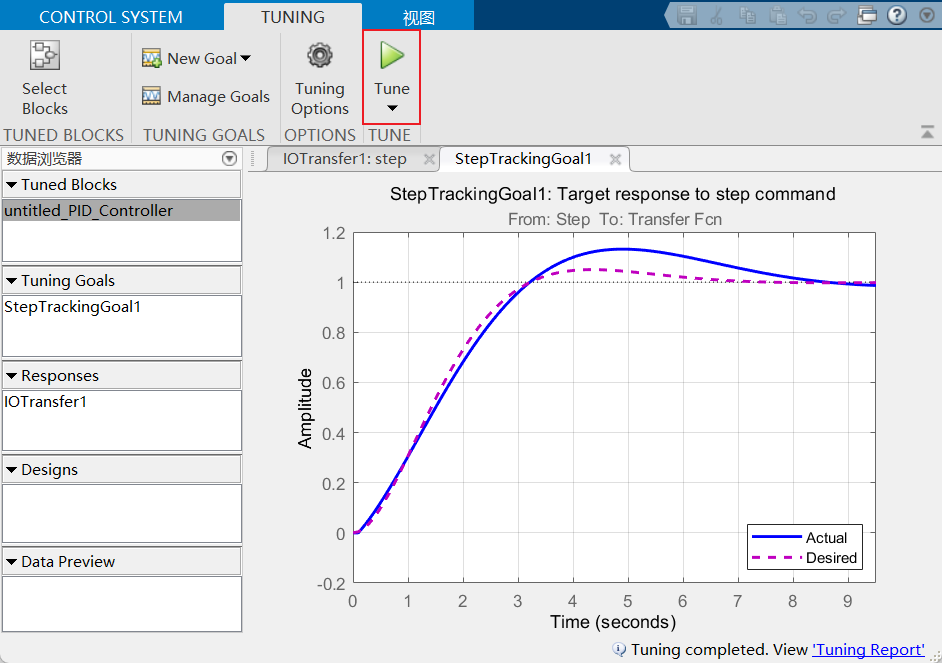 CONTROL SYSTEM
TUNING
视图
Select
Blocks
New Goal
Manage Goals
Tuning
Options
Tune
TUNED BLOCKS
TUNING GOALS
OPTIONS
TUNE
数据浏览器
Tuned Blocks
untitled_PID_Controller
Tuning Goals
StepTrackingGoal1
Responses
IOTransfer1
Designs
Data Preview
IOTransfer1: step
StepTrackingGoal1
StepTrackingGoal1: Target response to step command
From: Step To: Transfer Fcn
1.2
1
0.8
0.6
0.4
0.2
0
-0.2
Amplitude
0 1 2 3 4 5 6 7 8 9
Time (seconds)
Actual
Desired
Tuning completed. View 'Tuning Report'